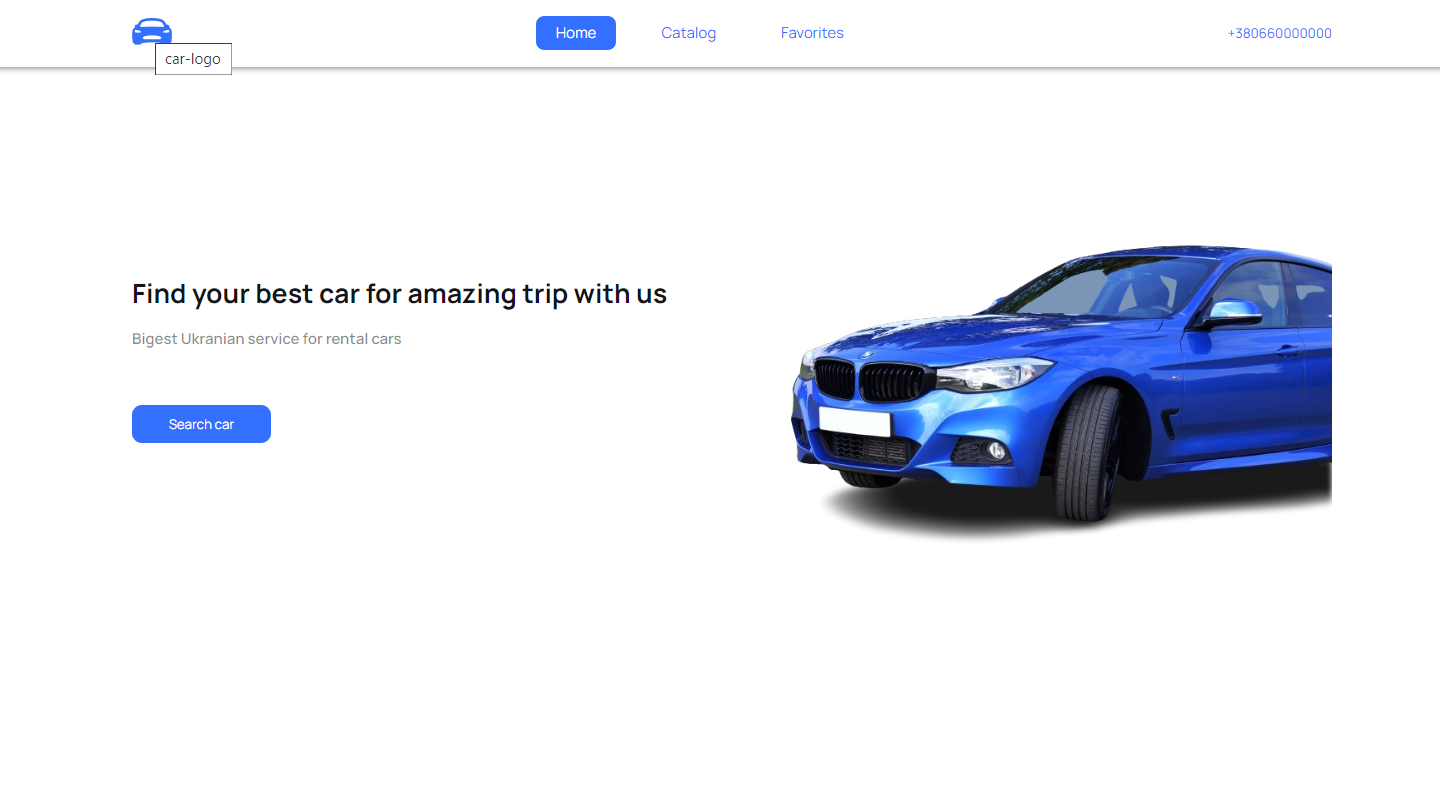 car-logo
Home
Catalog
Favorites
+380660000000
Find your best car for amazing trip with us
Bigest Ukranian service for rental cars
Search car